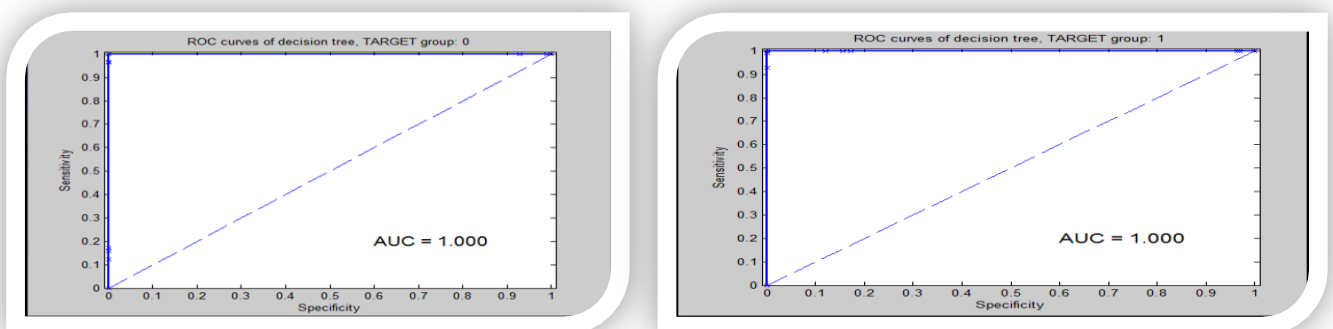 ROC curves of decision tree, TARGET group: 0
1
0.9
0.8
0.7
0.6
0.5
0.4
0.3
0.2
0.1
0
Sensitivity
AUC = 1.000
0 0.1 0.2 0.3 0.4 0.5 0.6 0.7 0.8 0.9 1
Specificity
ROC curves of decision tree, TARGET group: 1
1
0.9
0.8
0.7
0.6
0.5
0.4
0.3
0.2
0.1
0
Sensitivity
AUC = 1.000
0 0.1 0.2 0.3 0.4 0.5 0.6 0.7 0.8 0.9 1
Specificity